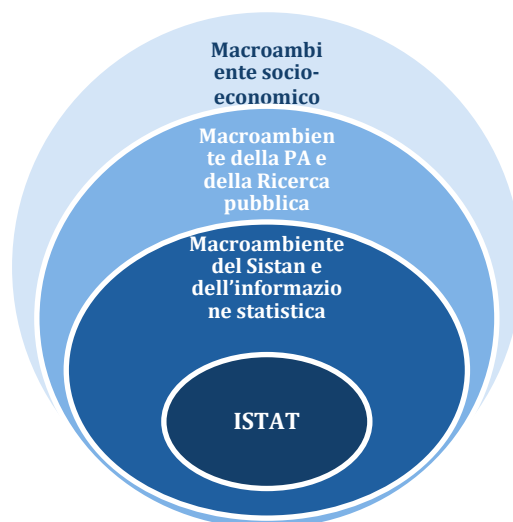 Macroambi
ente socio-
economico
Macroambien
te della PA e
della Ricerca
pubblica
Macroambiente
del Sistan e
dell’informazio
ne statistica
ISTAT